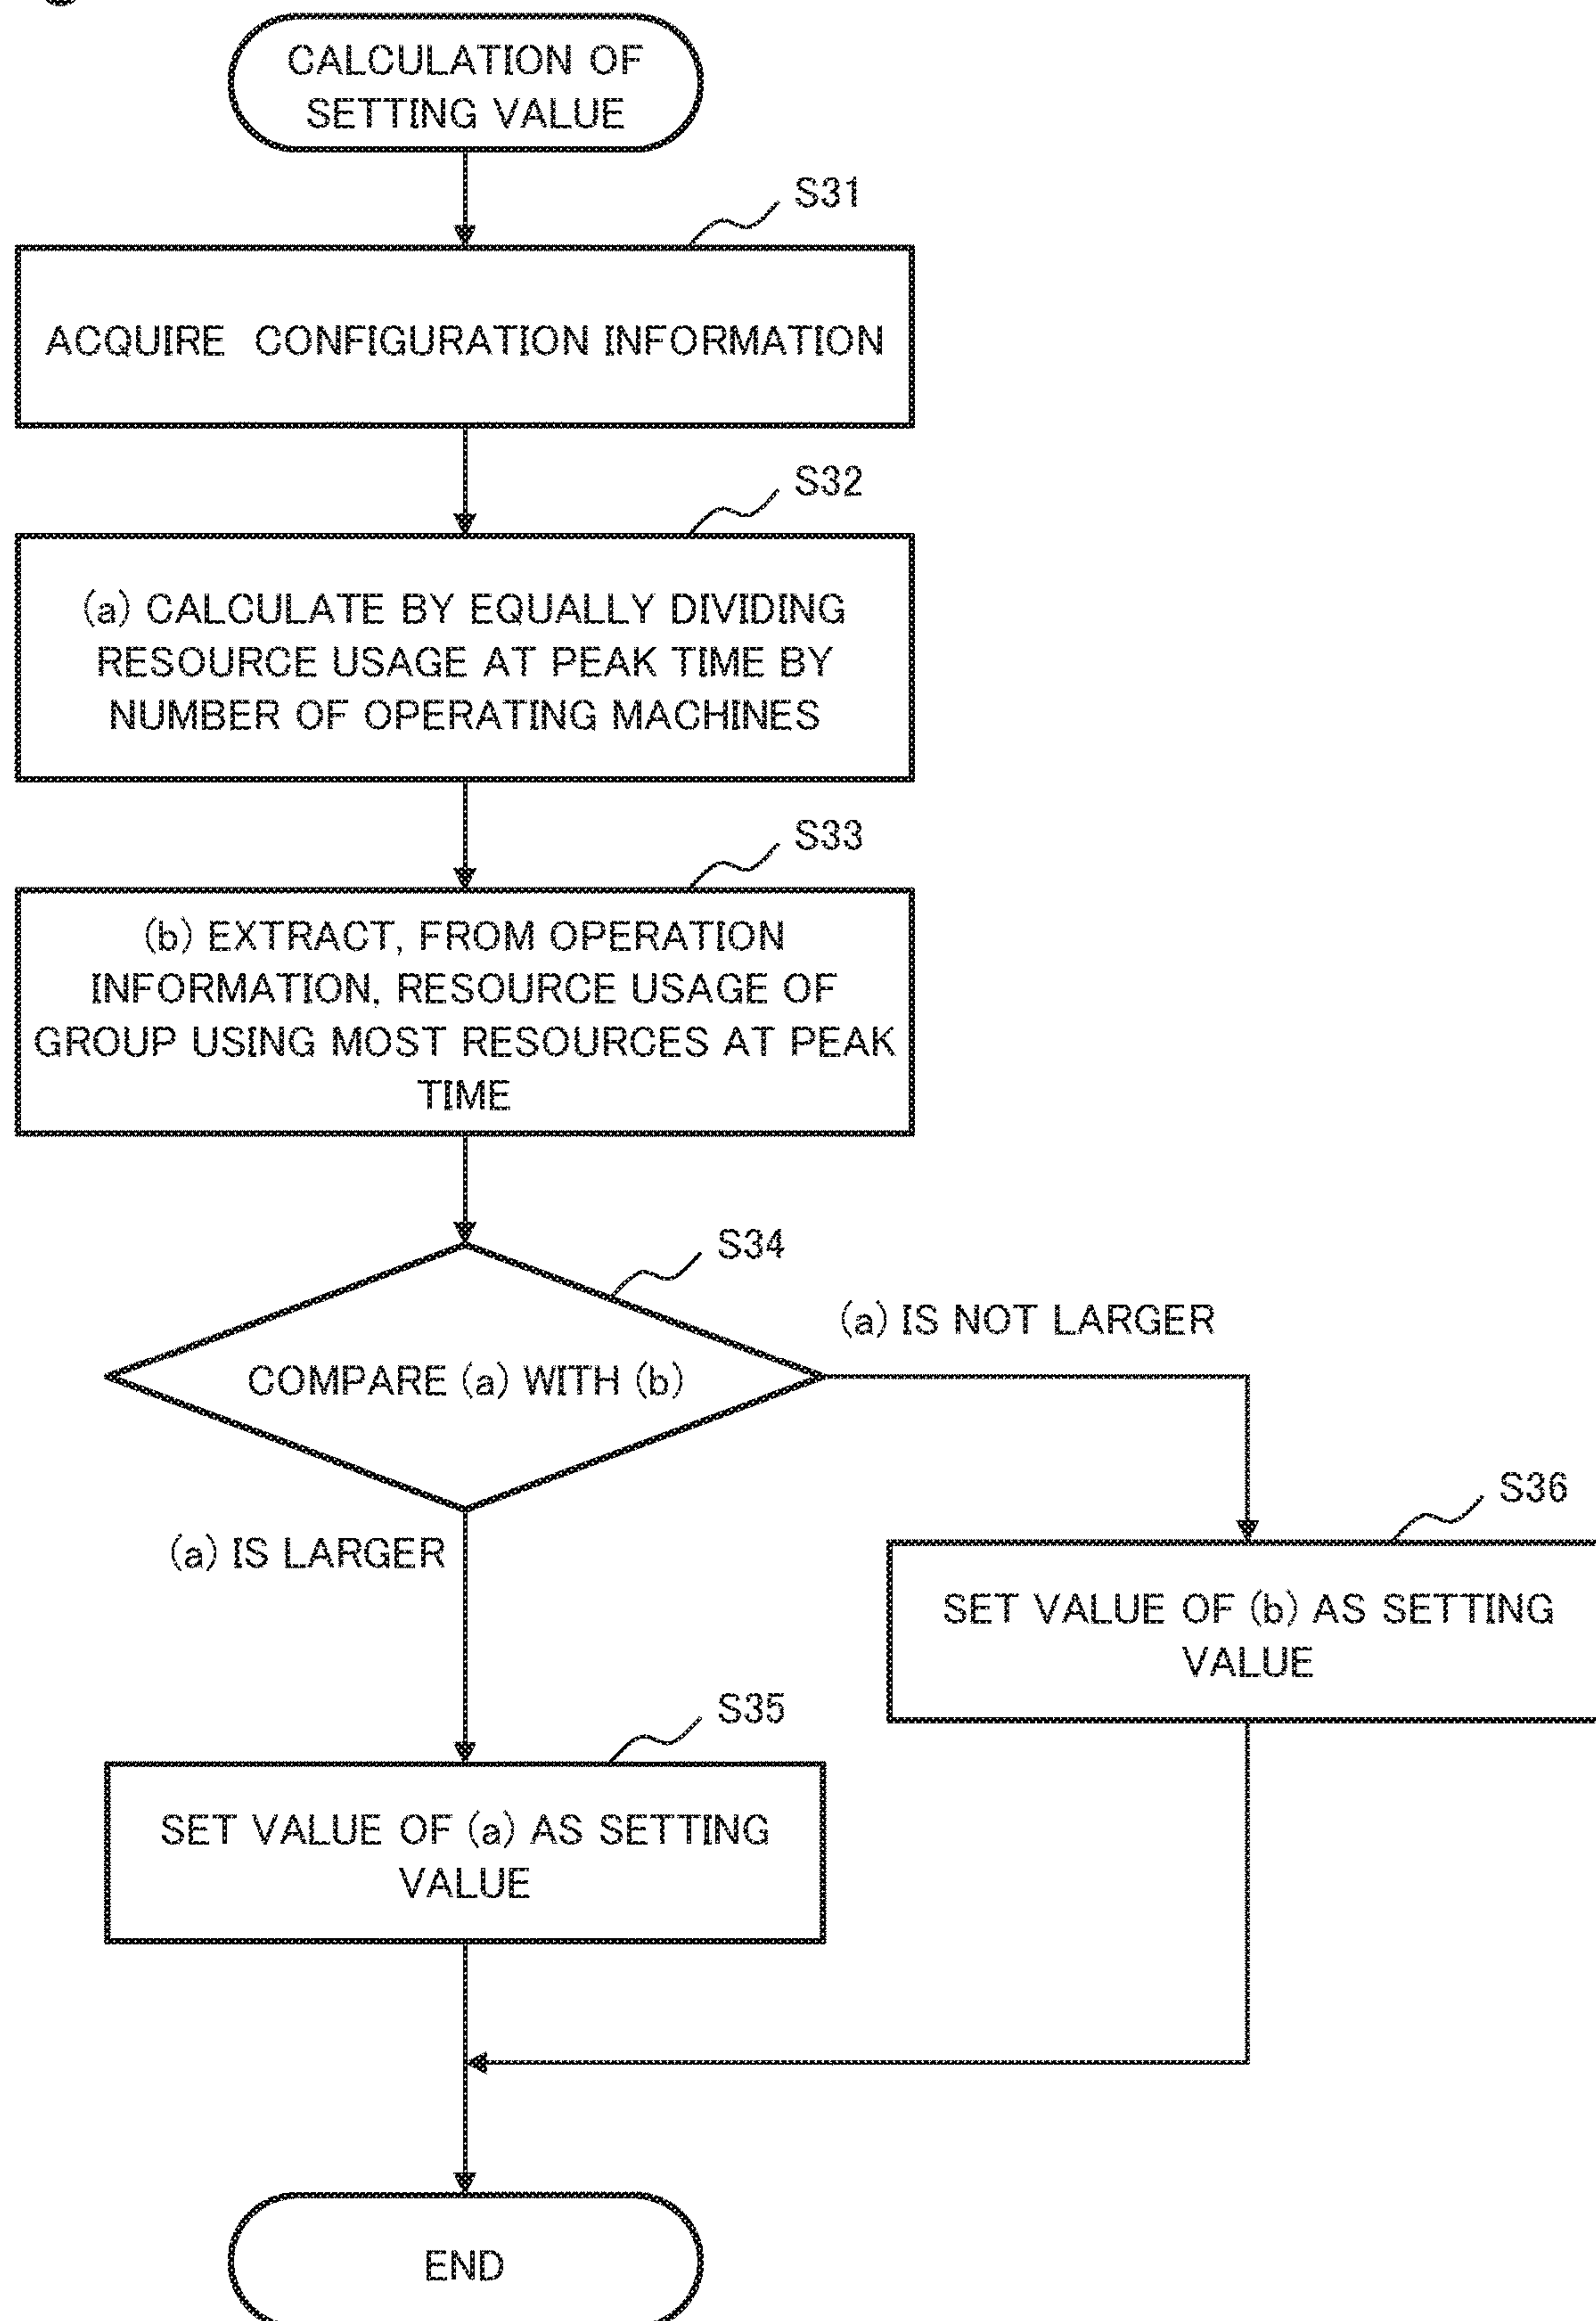 CALCULATION OF
SETTING VALUE
S31
ACQUIRE CONFIGURATION INFORMATION
S32
(a) CALCULATE BY EQUALLY DIVIDING
RESOURCE USAGE AT PEAK TIME BY
NUMBER OF OPERATING MACHINES
S33
(b) EXTRACT, FROM OPERATION
INFORMATION, RESOURCE USAGE OF
GROUP USING MOST RESOURCES AT PEAK
TIME
S34
(a) IS NOT LARGER
COMPARE (a) WITH (b)
(a) IS LARGER
S36
SET VALUE OF (b) AS SETTING
VALUE
S35
SET VALUE OF (a) AS SETTING
VALUE
END